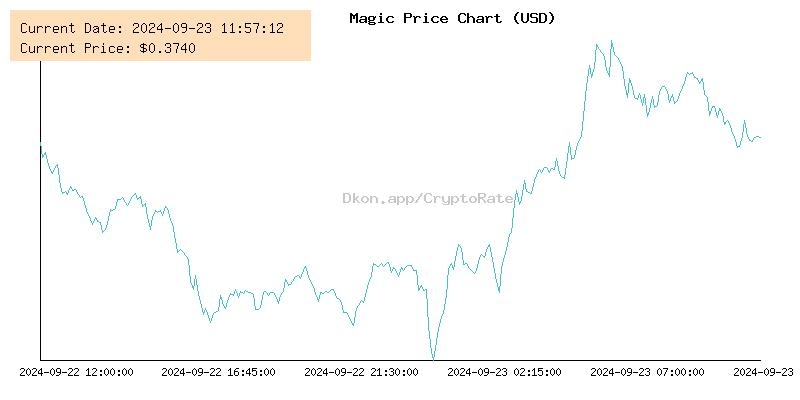 Magic Price Chart (USD)
Current Date: 2024-09-23 11:57:12
Current Price: $0.3740
Dkon.app/CryptoRate
2024-09-22 12:00:00 2024-09-22 16:45:00 2024-09-22 21:30:00 2024-09-23 02:15:00 2024-09-23 07:00:00 2024-09-23